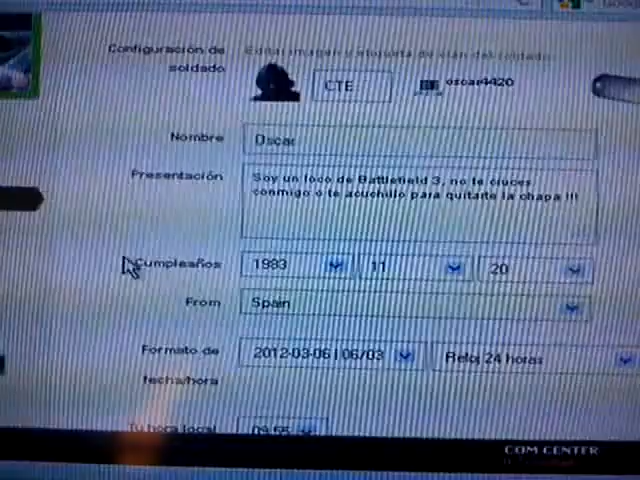 Configuración de
soldado
Editar imagen y etiqueta de clan del soldado
CTE
oscar4420
Nombre
Oscar
Presentación
Soy un loco de Battlefield 3, no te cruces
conmigo o te acuchillo para quitarte la chapa !!!
Cumpleaños
1983
11
20
From
Spain
Formato de
fecha/hora
2012-03-06 | 06/03
Reloj 24 horas
Tu hora local
09:55
COM CENTER